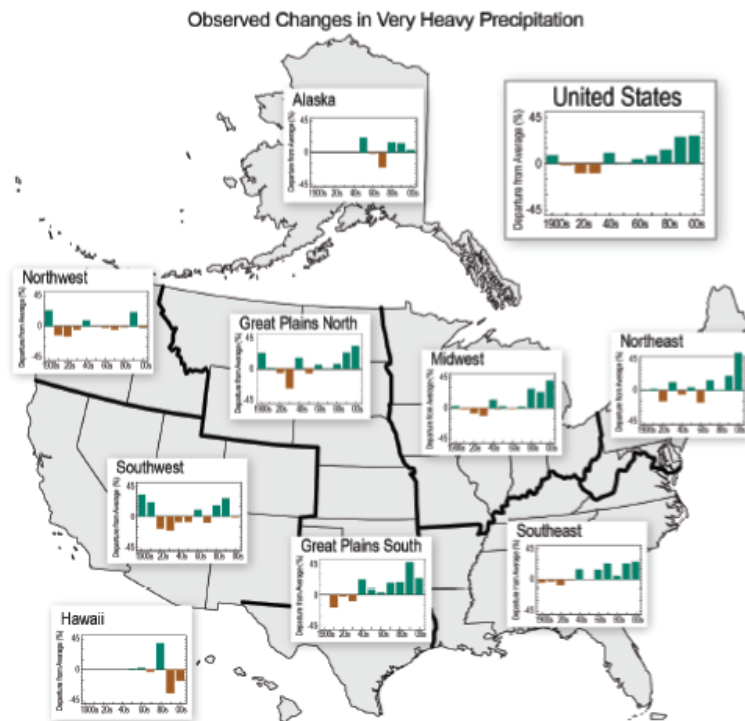 Observed Changes in Very Heavy Precipitation
Alaska
Departure from Average (%)
45
0
-45
1900s 20s 40s 60s 80s 00s
United States
Departure from Average (%)
45
0
-45
1900s 20s 40s 60s 80s 00s
Northwest
Departure from Average (%)
45
0
-45
1900s 20s 40s 60s 80s 00s
Great Plains North
Departure from Average (%)
45
0
-45
1900s 20s 40s 60s 80s 00s
Midwest
Departure from Average (%)
45
0
-45
1900s 20s 40s 60s 80s 00s
Northeast
Departure from Average (%)
45
0
-45
1900s 20s 40s 60s 80s 00s
Southwest
Departure from Average (%)
45
0
-45
1900s 20s 40s 60s 80s 00s
Great Plains South
Departure from Average (%)
45
0
-45
1900s 20s 40s 60s 80s 00s
Southeast
Departure from Average (%)
45
0
-45
1900s 20s 40s 60s 80s 00s
Hawaii
Departure from Average (%)
45
0
-45
1900s 20s 40s 60s 80s 00s